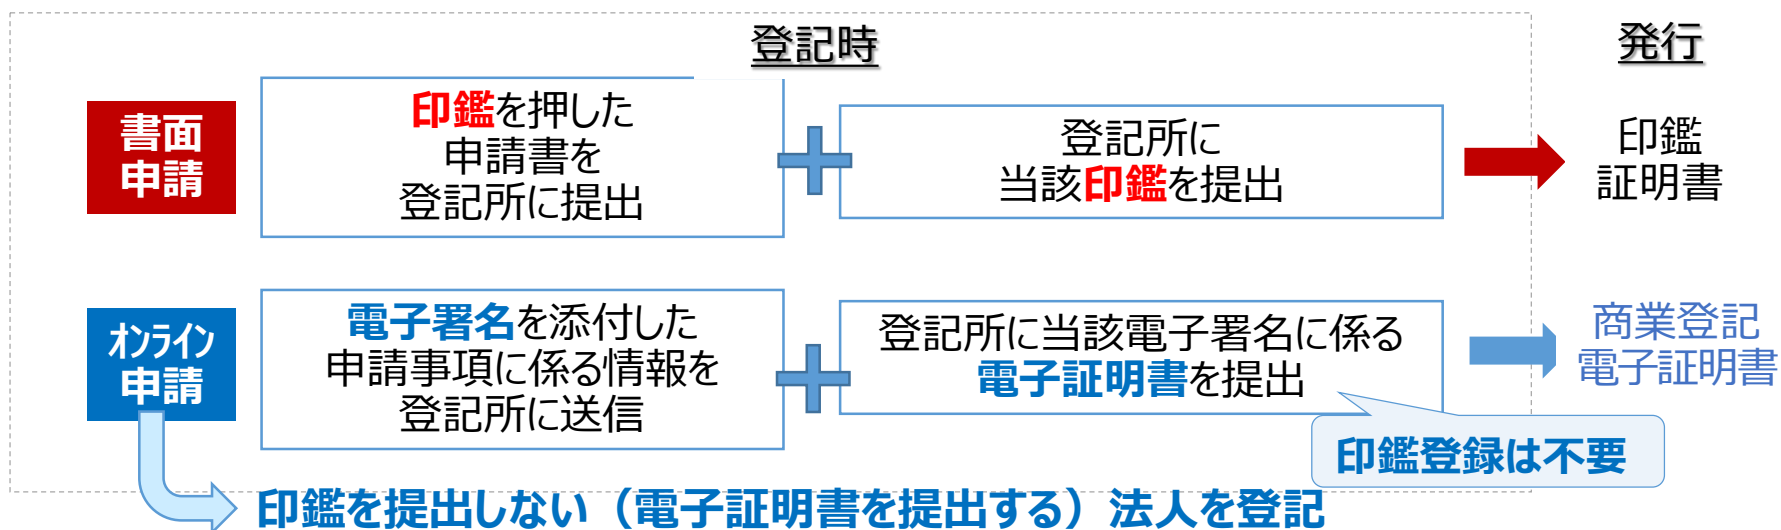 登記時
発行
書面
申請
印鑑を押した
申請書を
登記所に提出
登記所に
当該印鑑を提出
印鑑
証明書
オンライン
申請
電子署名を添付した
申請事項に係る情報を
登記所に送信
登記所に当該電子署名に係る
電子証明書を提出
商業登記
電子証明書
印鑑登録は不要
印鑑を提出しない（電子証明書を提出する）法人を登記